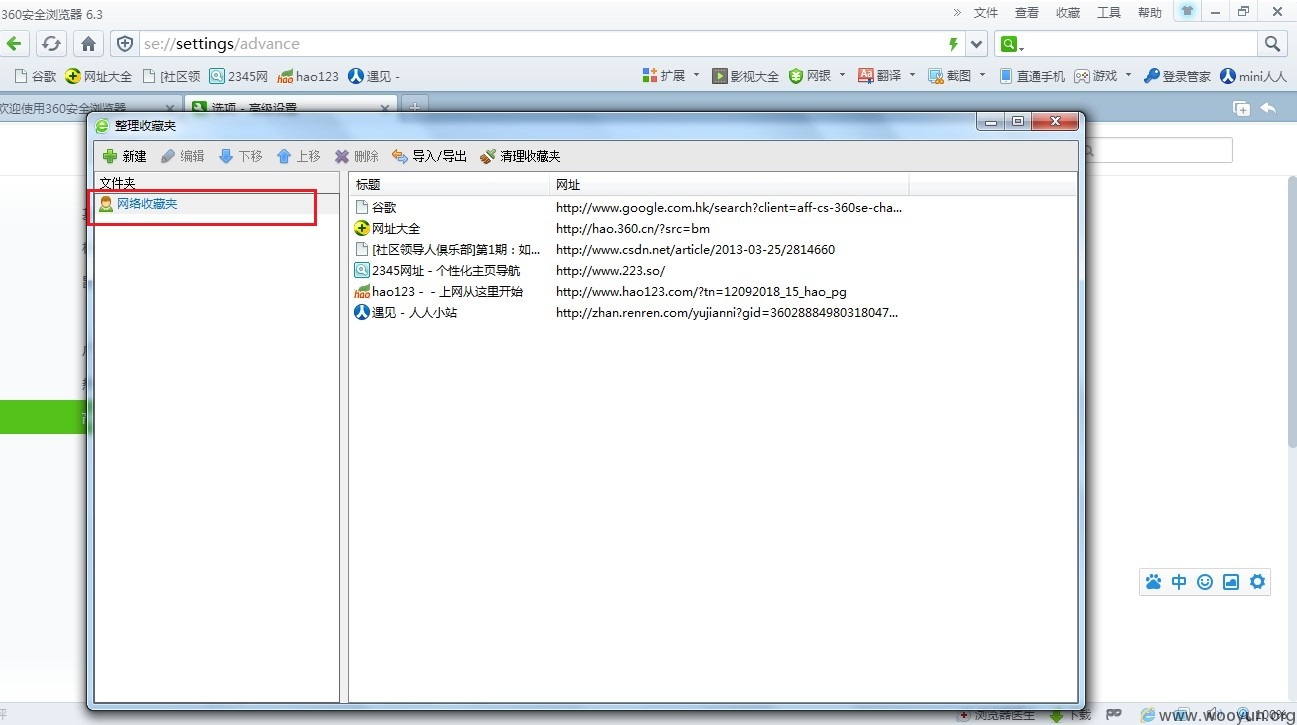 360安全浏览器 6.3
» 文件 查看 收藏 工具 帮助
se://settings/advance
谷歌 网址大全 [社区领 2345网 hao123 遇见 -
扩展 影视大全 网银 翻译 截图 直通手机 游戏 登录管家 mini人人
欢迎使用360安全浏览器
选项 - 高级设置
整理收藏夹
新建 编辑 下移 上移 删除 导入/导出 清理收藏夹
文件夹
网络收藏夹
标题 网址
谷歌 http://www.google.com.hk/search?client=aff-cs-360se-cha...
网址大全 http://hao.360.cn/?src=bm
[社区领导人俱乐部]第1期：如... http://www.csdn.net/article/2013-03-25/2814660
2345网址 - 个性化主页导航 http://www.223.so/
hao123 - - 上网从这里开始 http://www.hao123.com/?tn=12092018_15_hao_pg
遇见 - 人人小站 http://zhan.renren.com/yujianni?gid=36028884980318047...
中
浏览器医生 下载 100%
www.wooyun.org